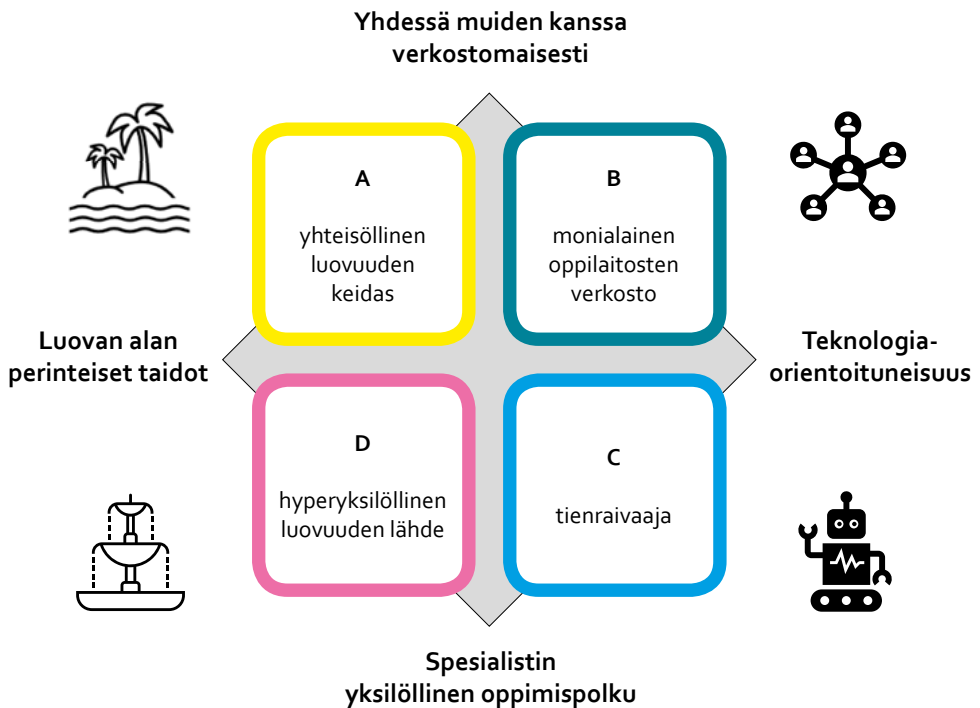 Yhdessä muiden kanssa
verkostomaisesti
A
yhteisöllinen
luovuuden
keidas
B
monialainen
oppilaitosten
verkosto
Luovan alan
perinteiset taidot
Teknologia-
orientoituneisuus
D
hyperyksilöllinen
luovuuden lähde
C
tienraivaaja
Spesialistin
yksilöllinen oppimispolku